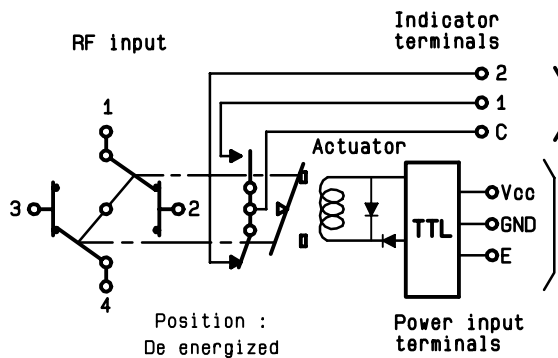 RF input
Indicator
terminals
2
1
C
1
Actuator
3
2
TTL
Vcc
GND
E
4
Position :
De energized
Power input
terminals